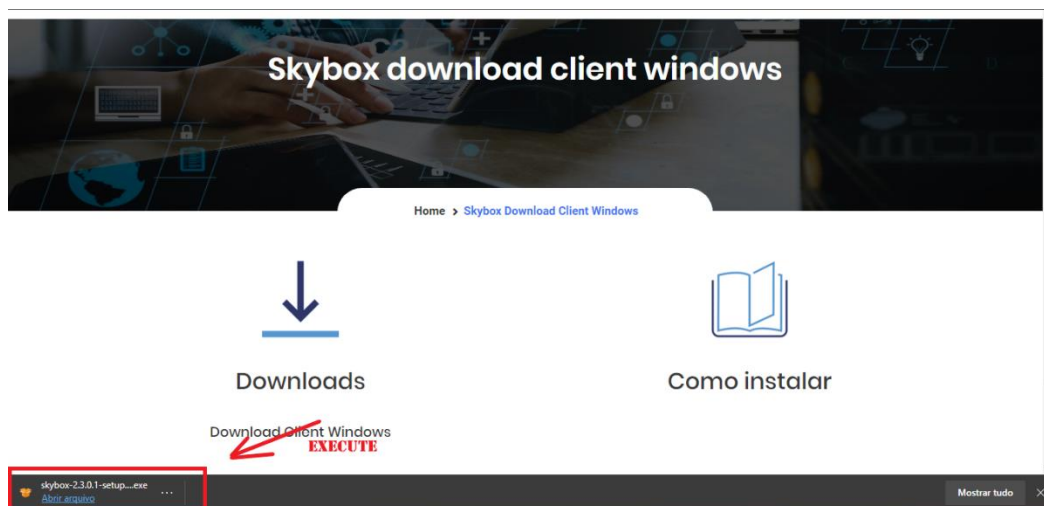 Skybox download client windows
Home > Skybox Download Client Windows
Downloads
Como instalar
Download Client Windows
EXECUTE
skybox-2.3.0.1-setup....exe
Abrir arquivo
Mostrar tudo